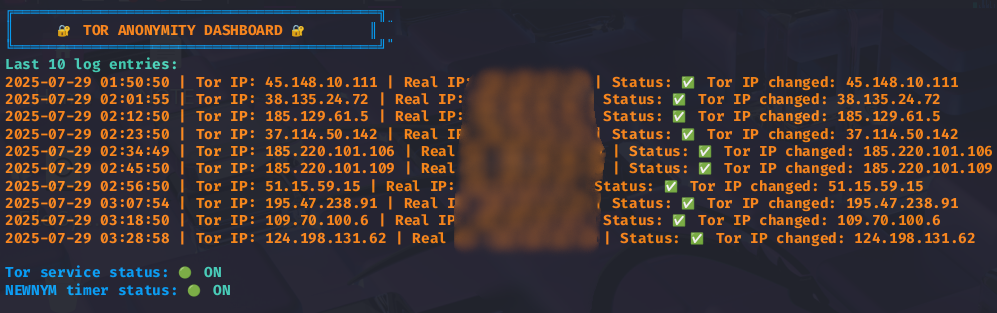 🔐 TOR ANONYMITY DASHBOARD 🔐
Last 10 log entries:
2025-07-29 01:50:50 | Tor IP: 45.148.10.111 | Real IP: | Status: ✅ Tor IP changed: 45.148.10.111
2025-07-29 02:01:55 | Tor IP: 38.135.24.72 | Real IP: Status: ✅ Tor IP changed: 38.135.24.72
2025-07-29 02:12:50 | Tor IP: 185.129.61.5 | Real IP: Status: ✅ Tor IP changed: 185.129.61.5
2025-07-29 02:23:50 | Tor IP: 37.114.50.142 | Real IP | Status: ✅ Tor IP changed: 37.114.50.142
2025-07-29 02:34:49 | Tor IP: 185.220.101.106 | Real | Status: ✅ Tor IP changed: 185.220.101.106
2025-07-29 02:45:50 | Tor IP: 185.220.101.109 | Real | Status: ✅ Tor IP changed: 185.220.101.109
2025-07-29 02:56:50 | Tor IP: 51.15.59.15 | Real IP: Status: ✅ Tor IP changed: 51.15.59.15
2025-07-29 03:07:54 | Tor IP: 195.47.238.91 | Real IP | Status: ✅ Tor IP changed: 195.47.238.91
2025-07-29 03:18:50 | Tor IP: 109.70.100.6 | Real IP: Status: ✅ Tor IP changed: 109.70.100.6
2025-07-29 03:28:58 | Tor IP: 124.198.131.62 | Real | Status: ✅ Tor IP changed: 124.198.131.62
Tor service status: 🟢 ON
NEWNYM timer status: 🟢 ON